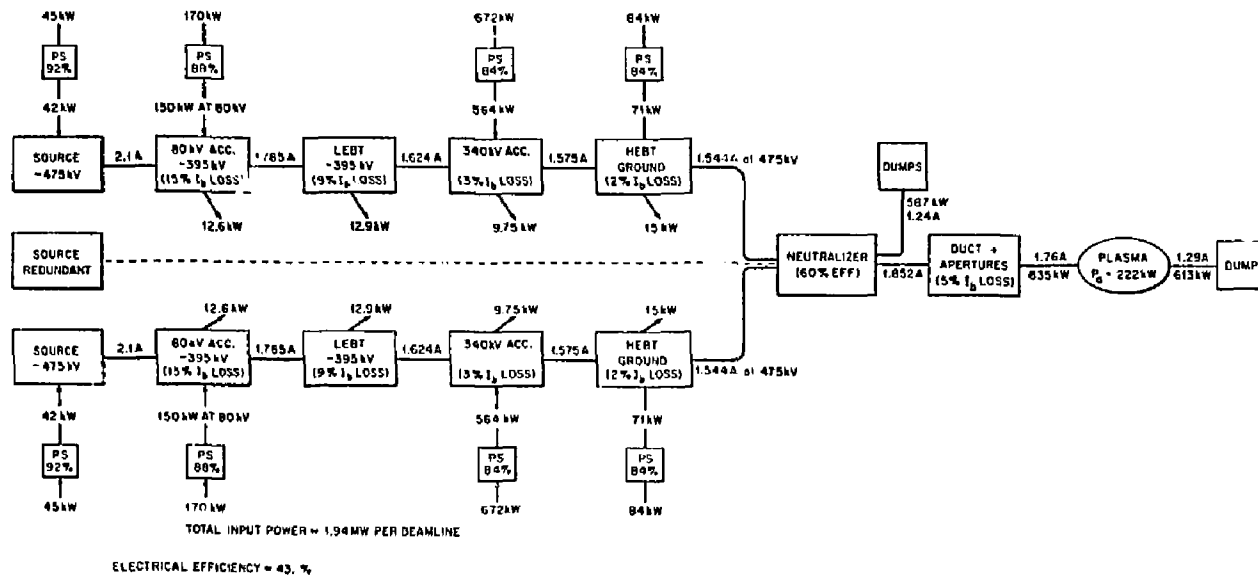 45kW
170kW
672kW
84kW
PS
92%
PS
88%
PS
84%
PS
84%
42kW
150kW AT 80kV
564kW
71kW
SOURCE
-475kV
2.1A
80kV ACC.
-395kV
(15% Ib LOSS)
1.785A
LEBT
-395kV
(9% Ib LOSS)
1.624A
340kV ACC.
(3% Ib LOSS)
1.575A
HEBT
GROUND
(2% Ib LOSS)
1.544A at 475kV
12.6kW
12.9kW
9.75kW
15kW
DUMPS
587kW
1.24A
SOURCE
REDUNDANT
NEUTRALIZER
(60% EFF)
1.852A
DUCT +
APERTURES
(5% Ib LOSS)
1.76A
835kW
PLASMA
Pa = 222kW
1.29A
613kW
DUMP
12.6kW
12.9kW
9.75kW
15kW
SOURCE
-475kV
2.1A
80kV ACC.
-395kV
(15% Ib LOSS)
1.785A
LEBT
-395kV
(9% Ib LOSS)
1.624A
340kV ACC.
(3% Ib LOSS)
1.575A
HEBT
GROUND
(2% Ib LOSS)
1.544A at 475kV
42kW
150kW AT 80kV
564kW
71kW
PS
92%
PS
88%
PS
84%
PS
84%
45kW
170kW
672kW
84kW
TOTAL INPUT POWER = 1.94MW PER BEAMLINE
ELECTRICAL EFFICIENCY = 43. %